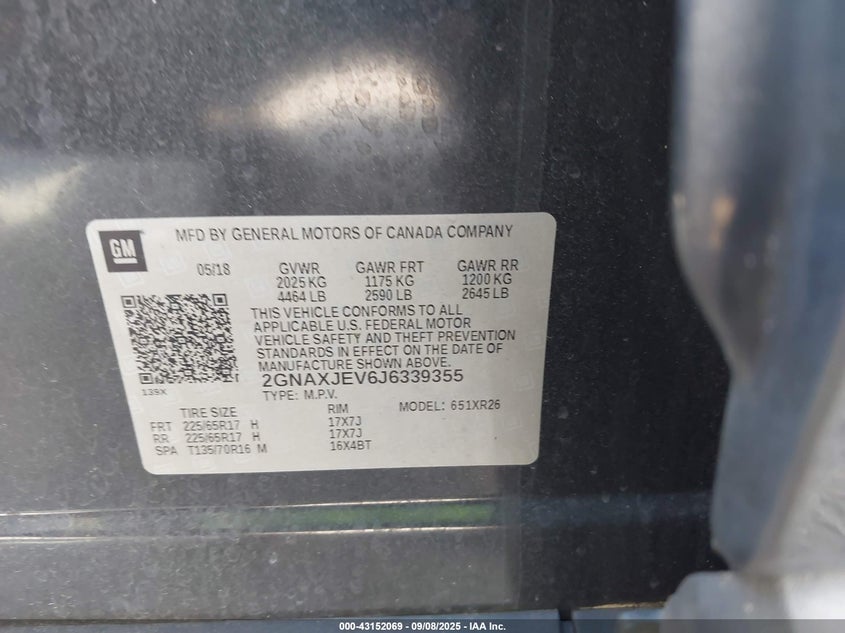 GM
MFD BY GENERAL MOTORS OF CANADA COMPANY
05/18 GVWR GAWR FRT GAWR RR
2025 KG 1175 KG 1200 KG
4464 LB 2590 LB 2645 LB
THIS VEHICLE CONFORMS TO ALL
APPLICABLE U.S. FEDERAL MOTOR
VEHICLE SAFETY AND THEFT PREVENTION
STANDARDS IN EFFECT ON THE DATE OF
MANUFACTURE SHOWN ABOVE.
139X
2GNAXJEV6J6339355
TYPE: M.P.V. MODEL: 651XR26
TIRE SIZE RIM
FRT 225/65R17 H 17X7J
RR 225/65R17 H 17X7J
SPA T135/70R16 M 16X4BT
000-43152069 - 09/08/2025 - IAA Inc.